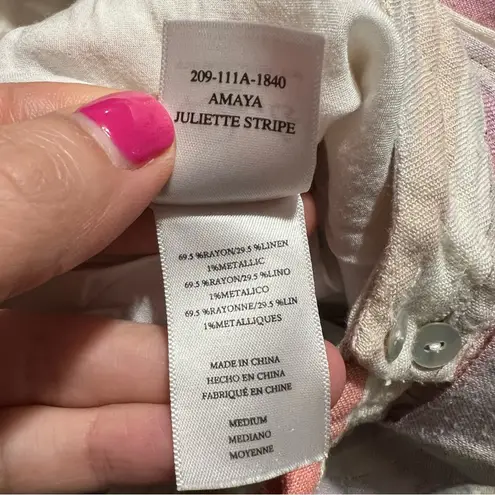 209-111A-1840
AMAYA
JULIETTE STRIPE
69.5 %RAYON/29.5 %LINEN
1%METALLIC
69.5 %RAYON/29.5 %LINO
1%METALICO
69.5 %RAYONNE/29.5 %LIN
1%METALLIQUES
MADE IN CHINA
HECHO EN CHINA
FABRIQUÉ EN CHINE
MEDIUM
MEDIANO
MOYENNE